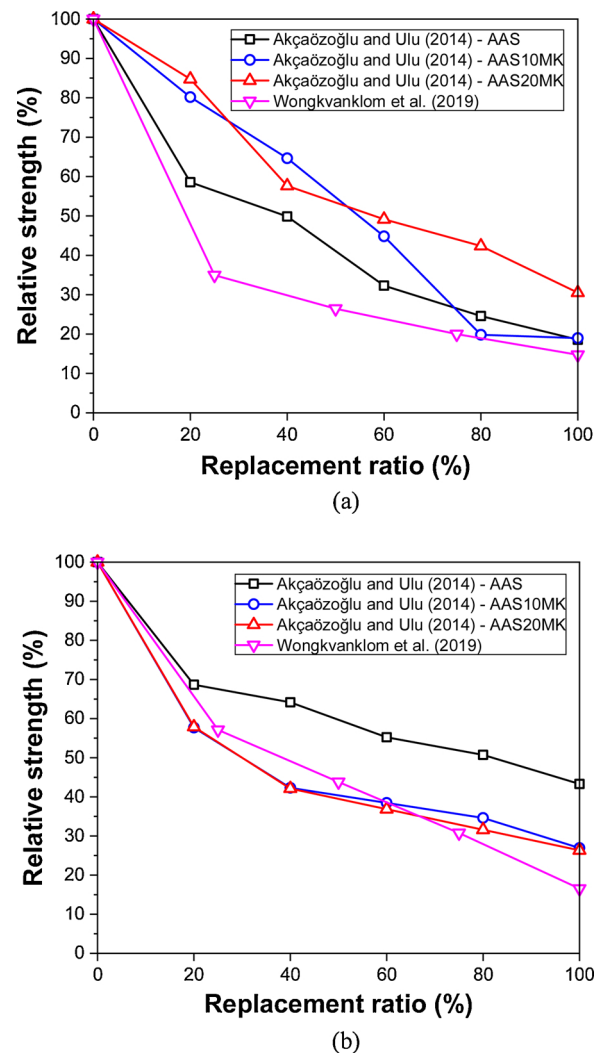 100
90
80
70
60
50
40
30
20
10
0
Relative strength (%)
Akçaözoğlu and Ulu (2014) - AAS
Akçaözoğlu and Ulu (2014) - AAS10MK
Akçaözoğlu and Ulu (2014) - AAS20MK
Wongkvanklom et al. (2019)
0 20 40 60 80 100
Replacement ratio (%)
(a)
100
90
80
70
60
50
40
30
20
10
0
Relative strength (%)
Akçaözoğlu and Ulu (2014) - AAS
Akçaözoğlu and Ulu (2014) - AAS10MK
Akçaözoğlu and Ulu (2014) - AAS20MK
Wongkvanklom et al. (2019)
0 20 40 60 80 100
Replacement ratio (%)
(b)